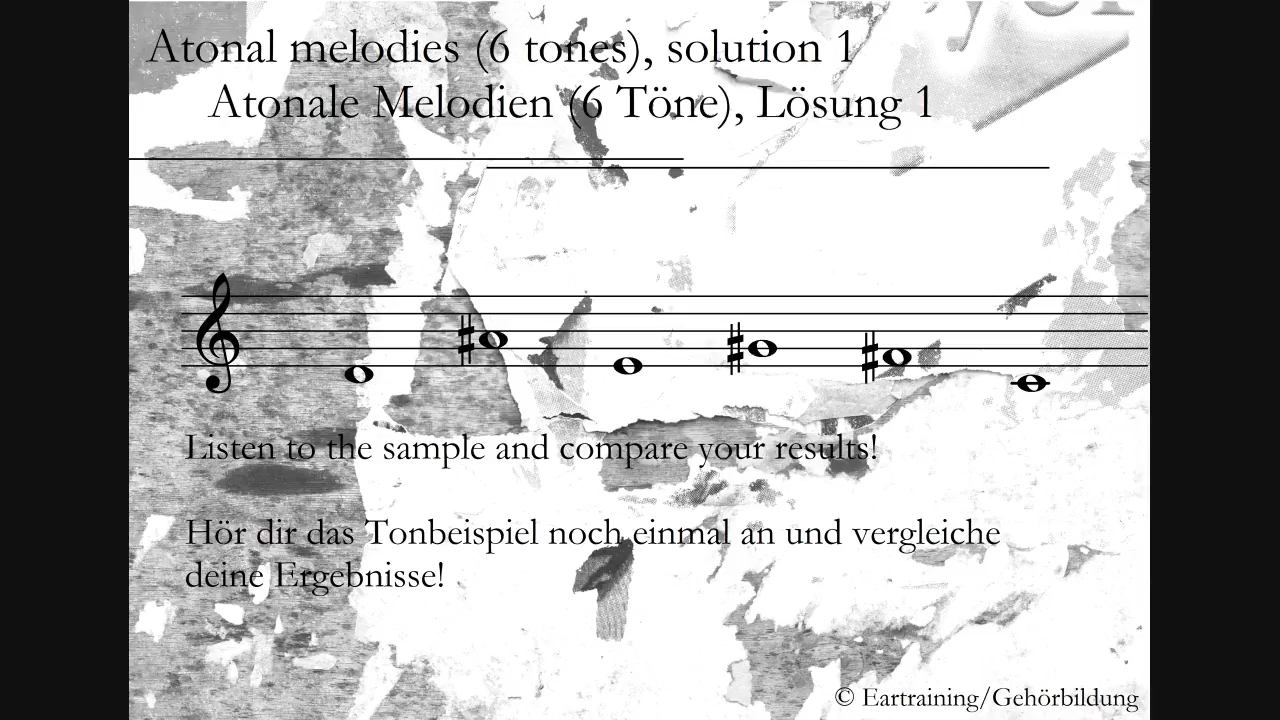 Atonal melodies (6 tones), solution 1
Atonale Melodien (6 Töne), Lösung 1
Listen to the sample and compare your results!
Hör dir das Tonbeispiel noch einmal an und vergleiche
deine Ergebnisse!
© Eartraining/Gehörbildung